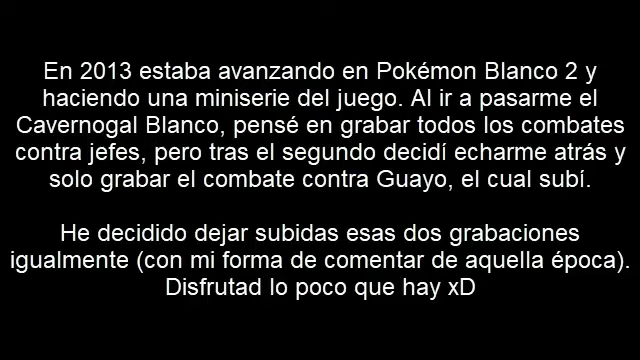 En 2013 estaba avanzando en Pokémon Blanco 2 y
haciendo una miniserie del juego. Al ir a pasarme el
Cavernogal Blanco, pensé en grabar todos los combates
contra jefes, pero tras el segundo decidí echarme atrás y
solo grabar el combate contra Guayo, el cual subí.
He decidido dejar subidas esas dos grabaciones
igualmente (con mi forma de comentar de aquella época).
Disfrutad lo poco que hay xD